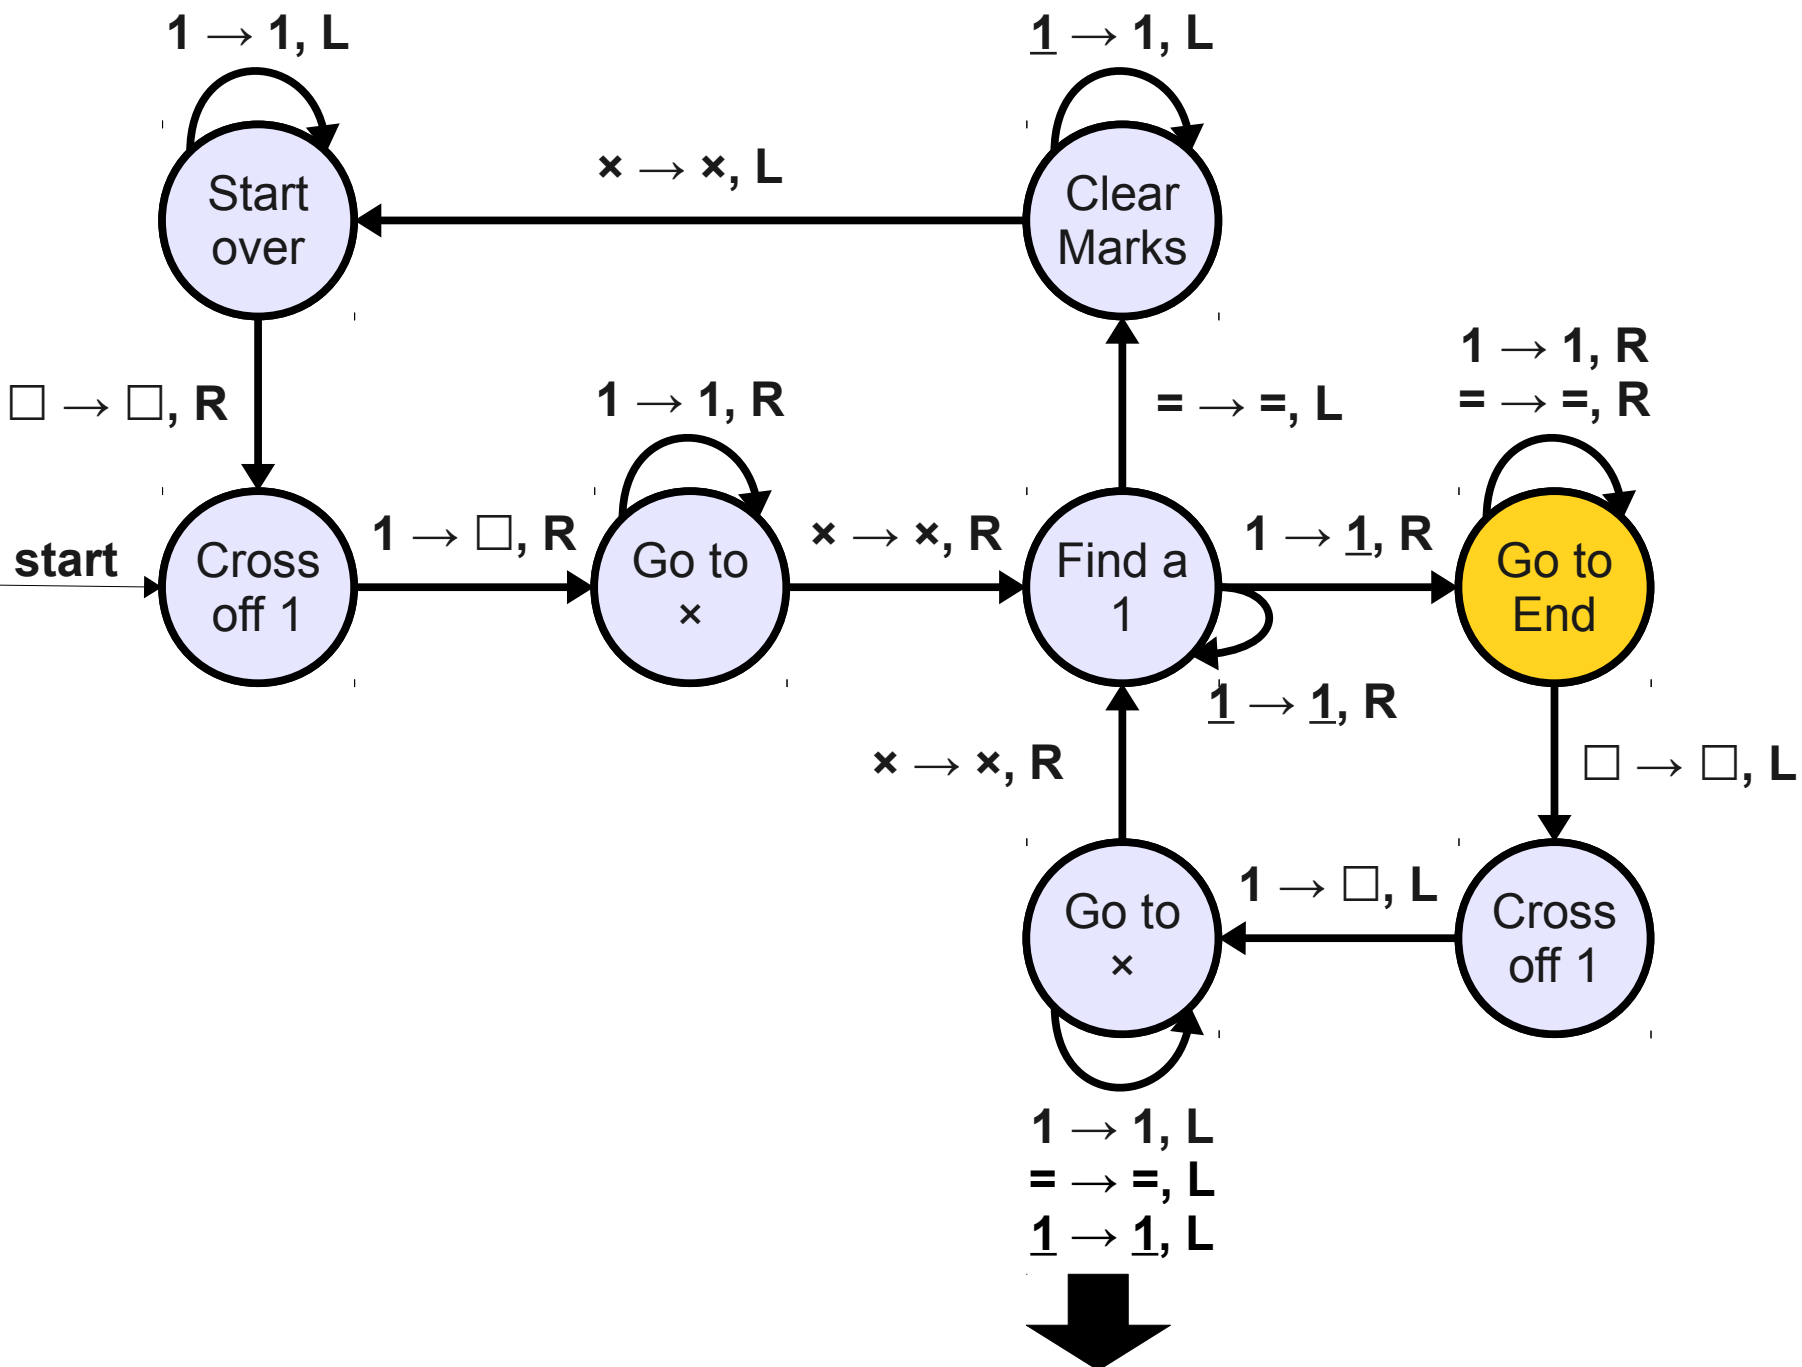 1 → 1, L
1 → 1, L
× → ×, L
Start
over
Clear
Marks
1 → 1, R
= → =, R
□ → □, R
1 → 1, R
= → =, L
start
Cross
off 1
1 → □, R
Go to
×
× → ×, R
Find a
1
1 → 1, R
Go to
End
1 → 1, R
× → ×, R
□ → □, L
Go to
×
1 → □, L
Cross
off 1
1 → 1, L
= → =, L
1 → 1, L